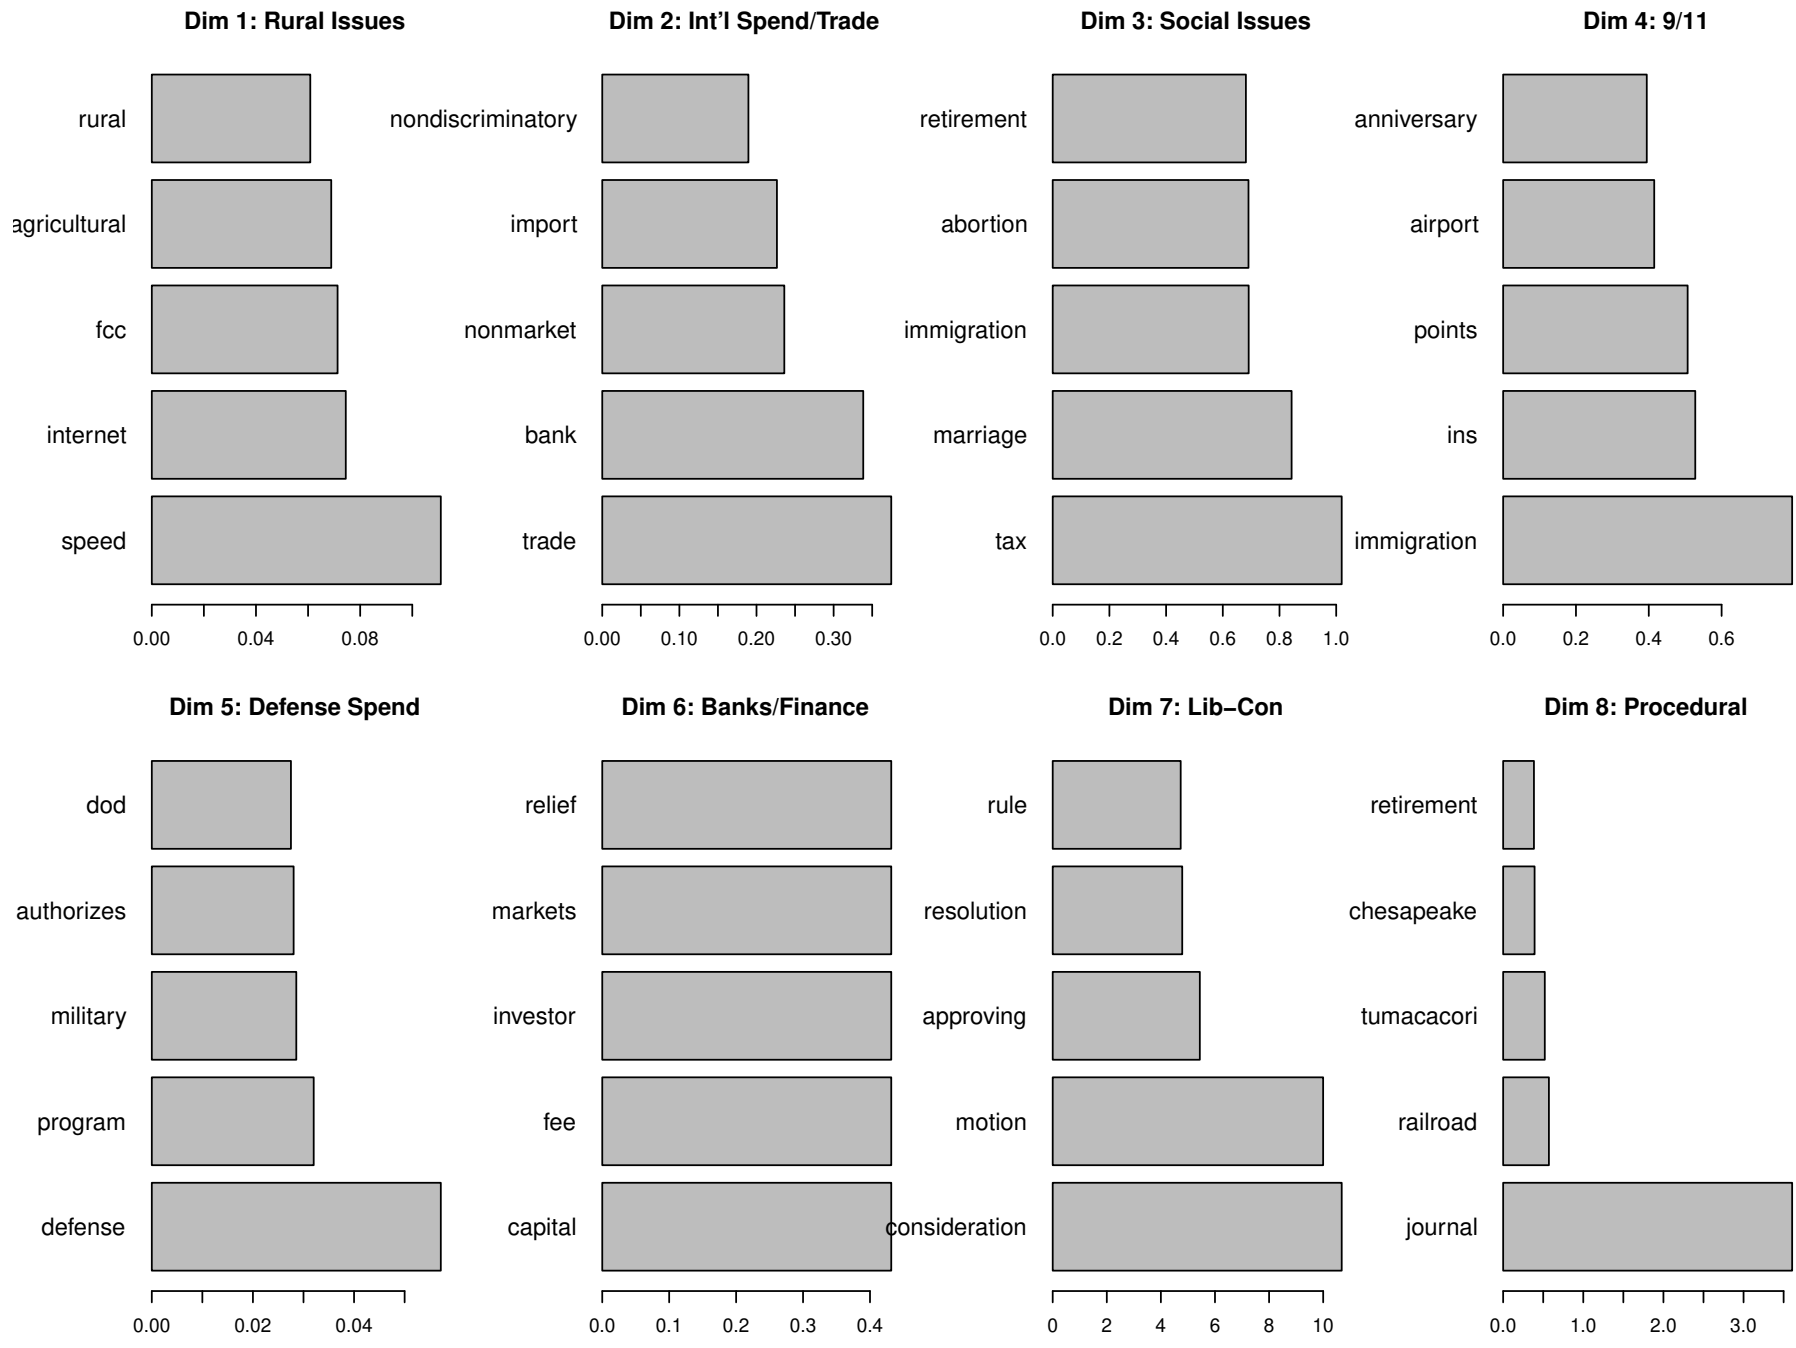 Dim 1: Rural Issues
rural
agricultural
fcc
internet
speed
0.00 0.04 0.08
Dim 2: Int'l Spend/Trade
nondiscriminatory
import
nonmarket
bank
trade
0.00 0.10 0.20 0.30
Dim 3: Social Issues
retirement
abortion
immigration
marriage
tax
0.0 0.2 0.4 0.6 0.8 1.0
Dim 4: 9/11
anniversary
airport
points
ins
immigration
0.0 0.2 0.4 0.6
Dim 5: Defense Spend
dod
authorizes
military
program
defense
0.00 0.02 0.04
Dim 6: Banks/Finance
relief
markets
investor
fee
capital
0.0 0.1 0.2 0.3 0.4
Dim 7: Lib−Con
rule
resolution
approving
motion
consideration
0 2 4 6 8 10
Dim 8: Procedural
retirement
chesapeake
tumacacori
railroad
journal
0.0 1.0 2.0 3.0